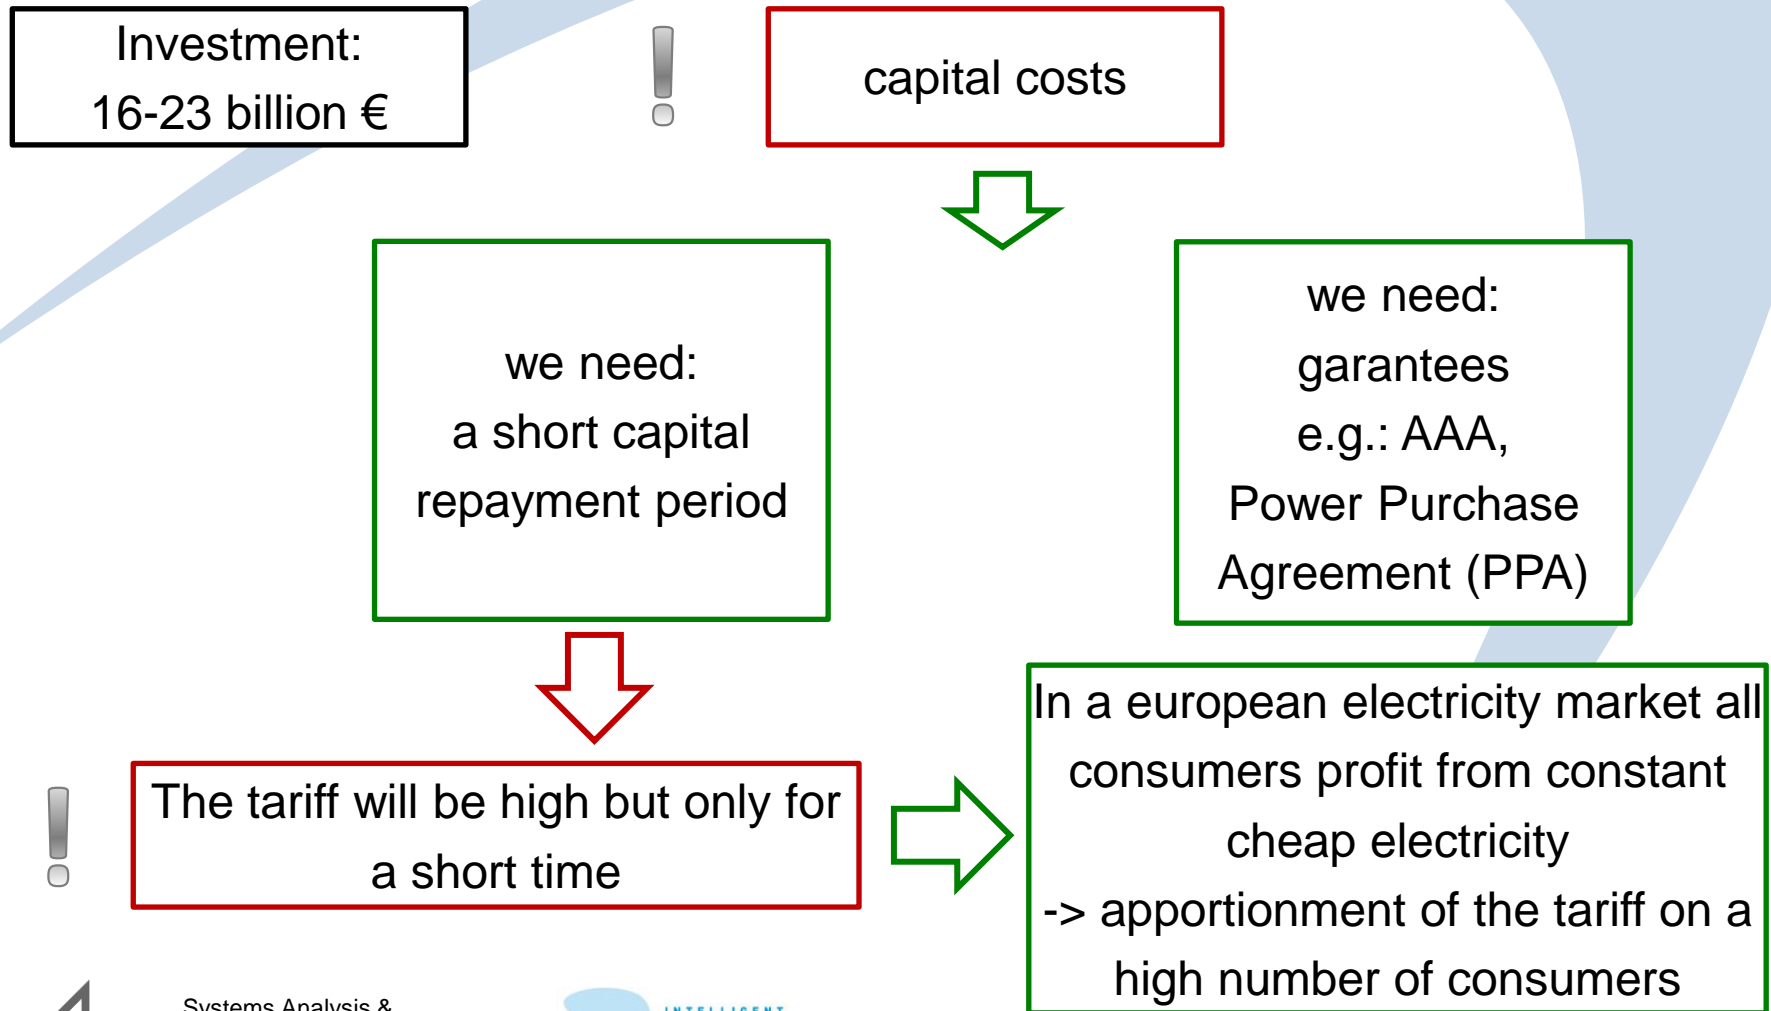 Investment:
16-23 billion €
capital costs
we need:
a short capital
repayment period
we need:
garantees
e.g.: AAA,
Power Purchase
Agreement (PPA)
The tariff will be high but only for
a short time
In a european electricity market all
consumers profit from constant
cheap electricity
-> apportionment of the tariff on a
high number of consumers
Systems Analysis &
INTELLIGENT